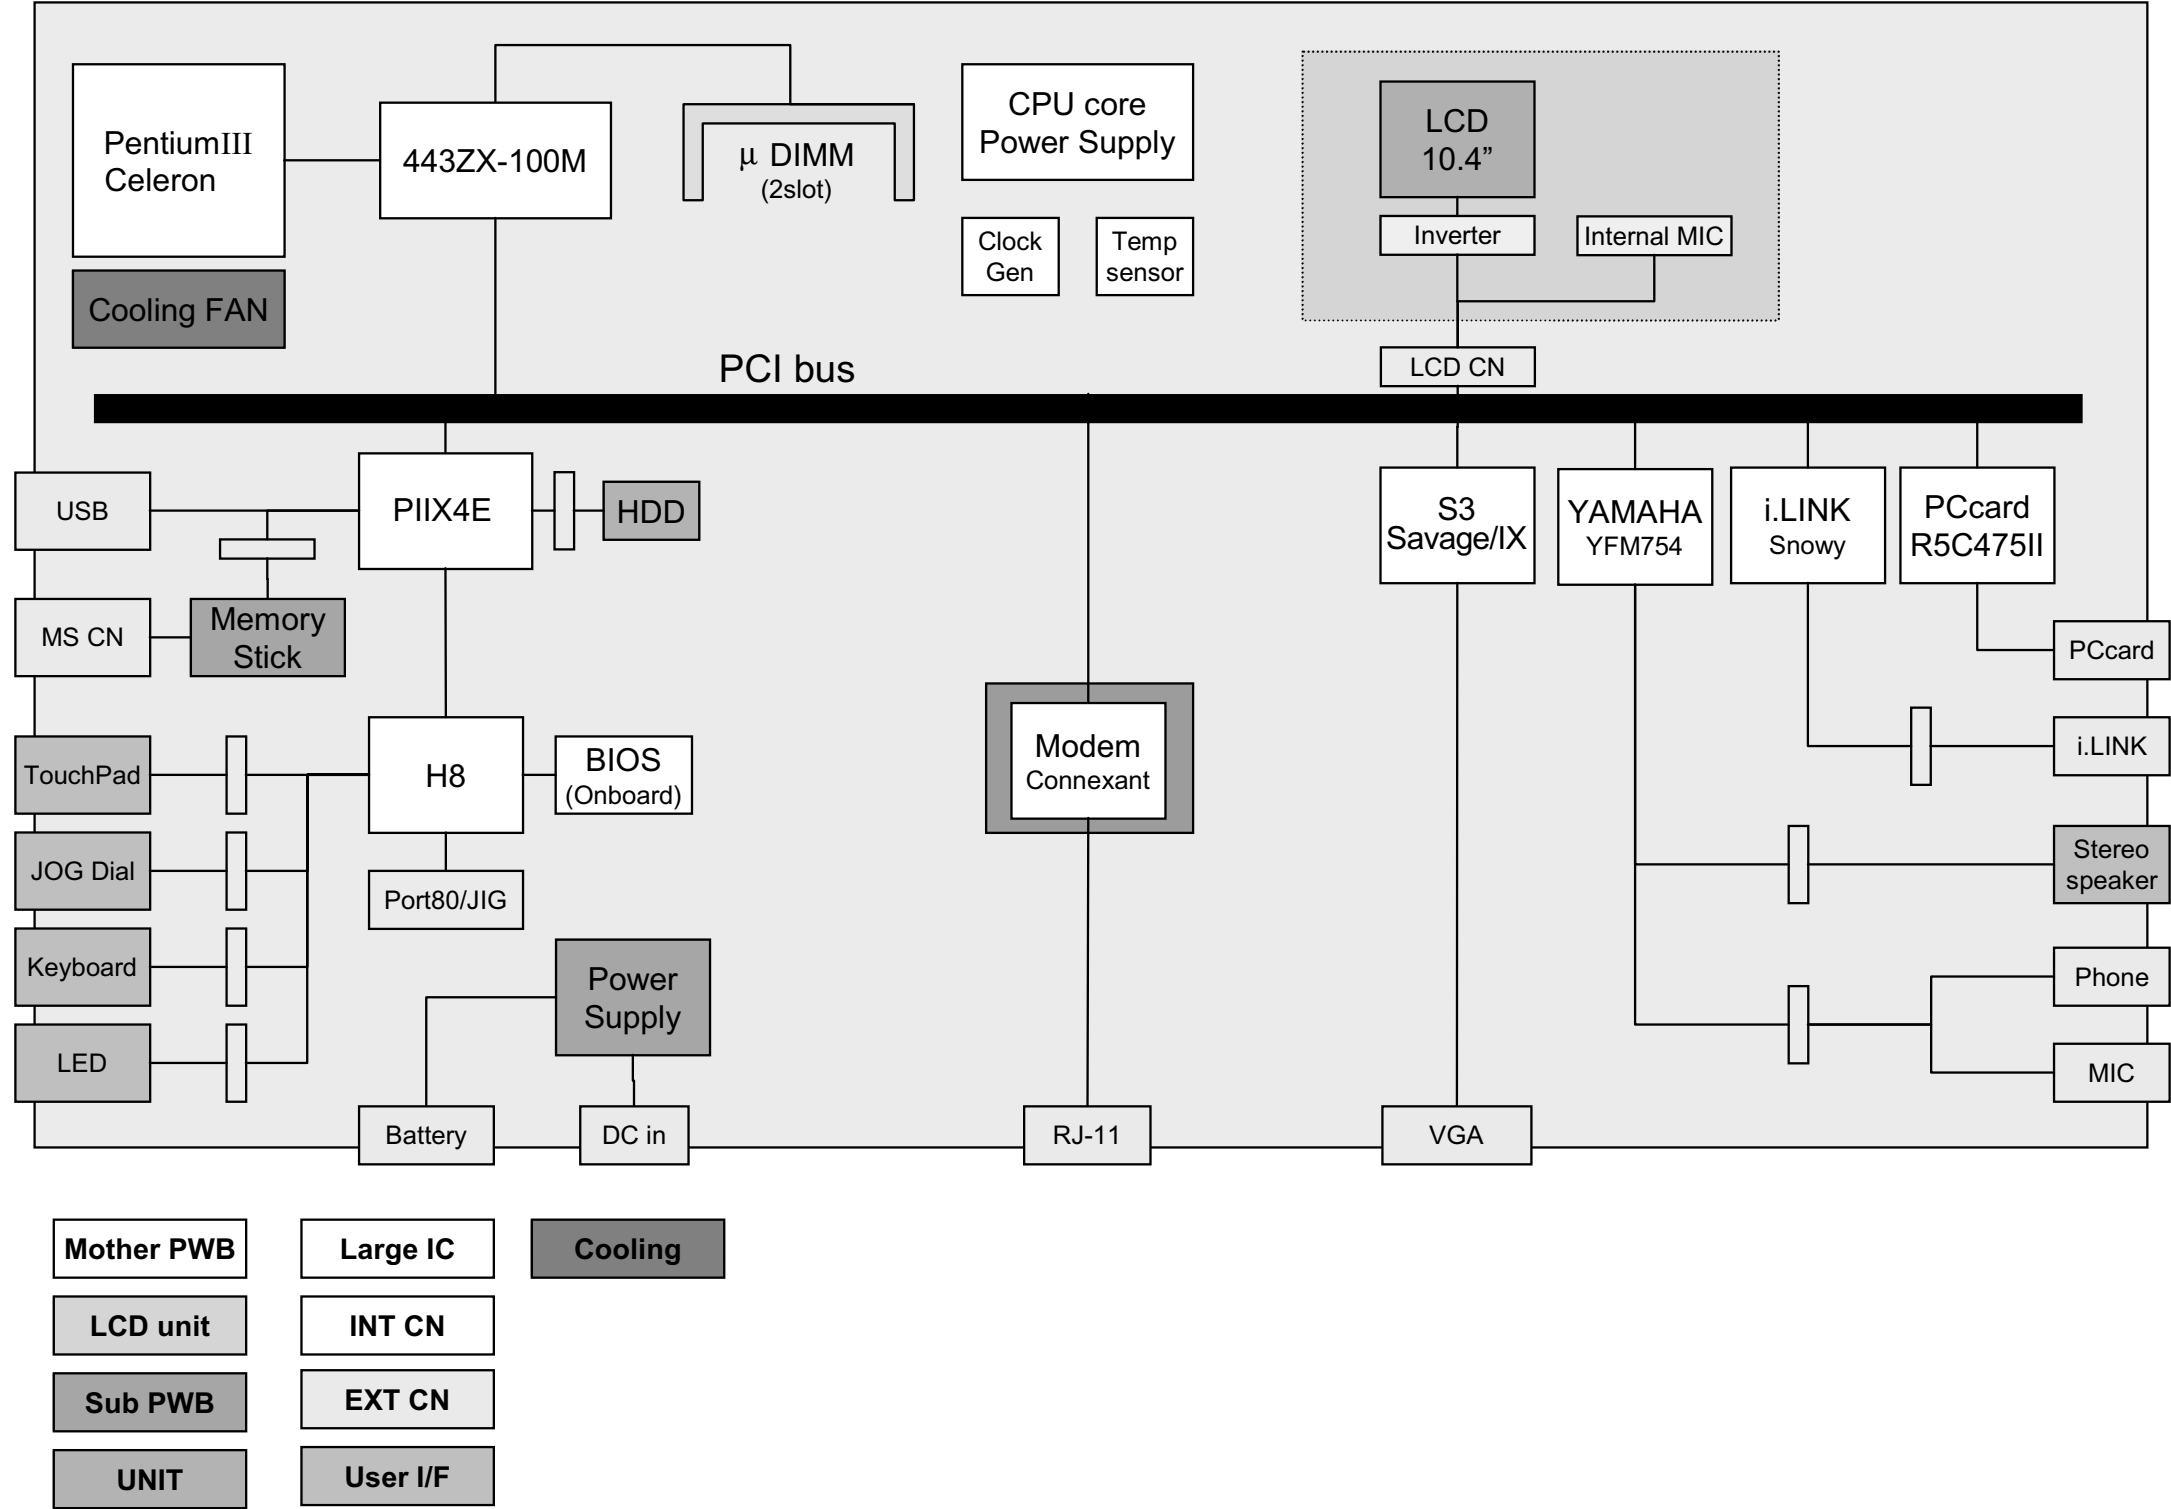 PentiumIII
Celeron
443ZX-100M
μ DIMM
(2slot)
CPU core
Power Supply
LCD
10.4”
Clock
Gen
Temp
sensor
Inverter
Internal MIC
Cooling FAN
LCD CN
PCI bus
USB
PIIX4E
HDD
S3
Savage/IX
YAMAHA
YFM754
i.LINK
Snowy
PCcard
R5C475II
MS CN
Memory
Stick
PCcard
TouchPad
H8
BIOS
(Onboard)
Modem
Connexant
i.LINK
JOG Dial
Port80/JIG
Stereo
speaker
Keyboard
Power
Supply
Phone
LED
MIC
Battery
DC in
RJ-11
VGA
Mother PWB
Large IC
Cooling
LCD unit
INT CN
Sub PWB
EXT CN
UNIT
User I/F